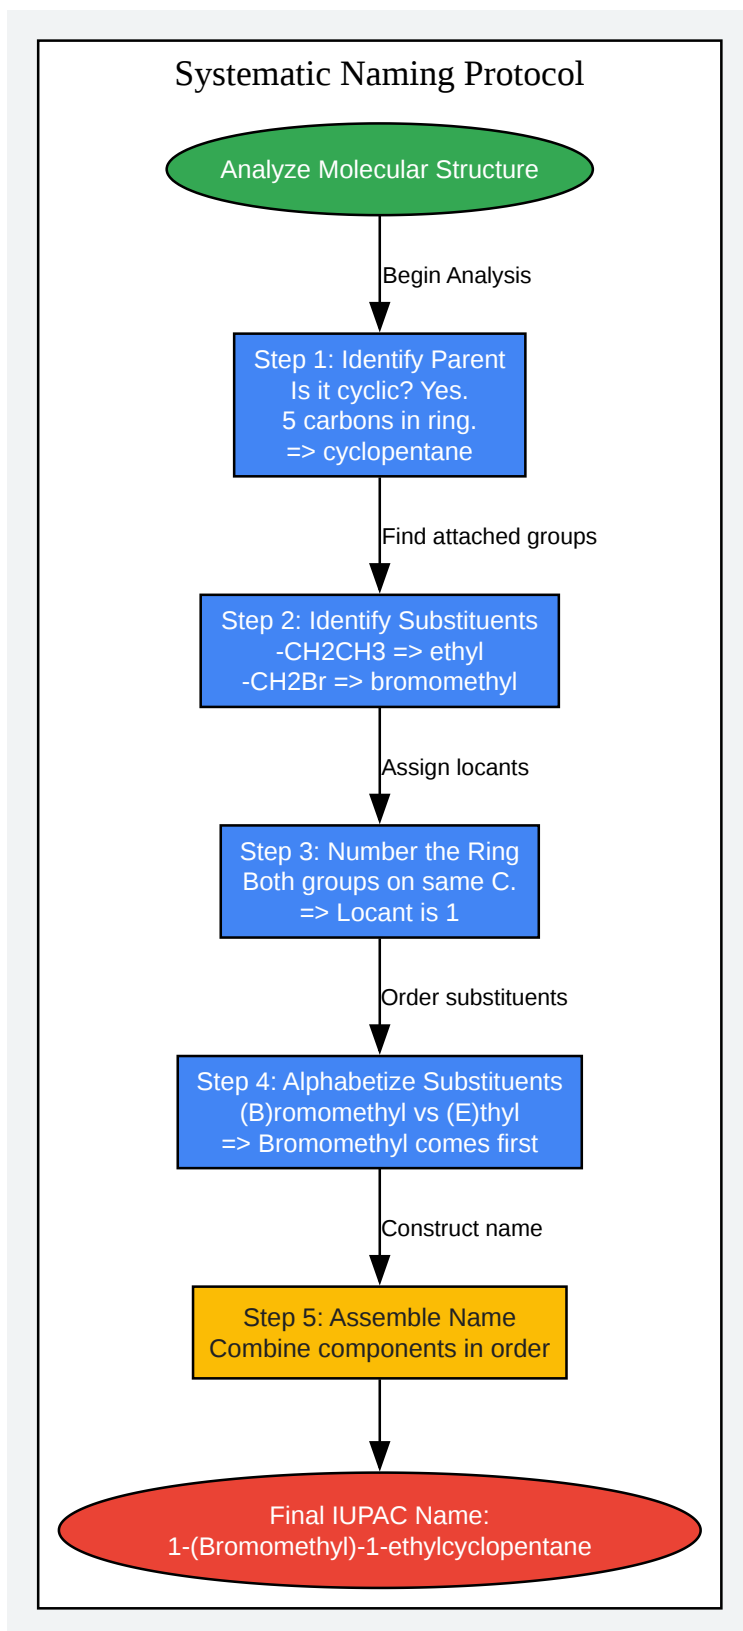 Systematic Naming Protocol
Analyze Molecular Structure
Begin Analysis
Step 1: Identify Parent
Is it cyclic? Yes.
5 carbons in ring.
=> cyclopentane
Find attached groups
Step 2: Identify Substituents
-CH2CH3 => ethyl
-CH2Br => bromomethyl
Assign locants
Step 3: Number the Ring
Both groups on same C.
=> Locant is 1
Order substituents
Step 4: Alphabetize Substituents
(B)romomethyl vs (E)thyl
=> Bromomethyl comes first
Construct name
Step 5: Assemble Name
Combine components in order
Final IUPAC Name:
1-(Bromomethyl)-1-ethylcyclopentane